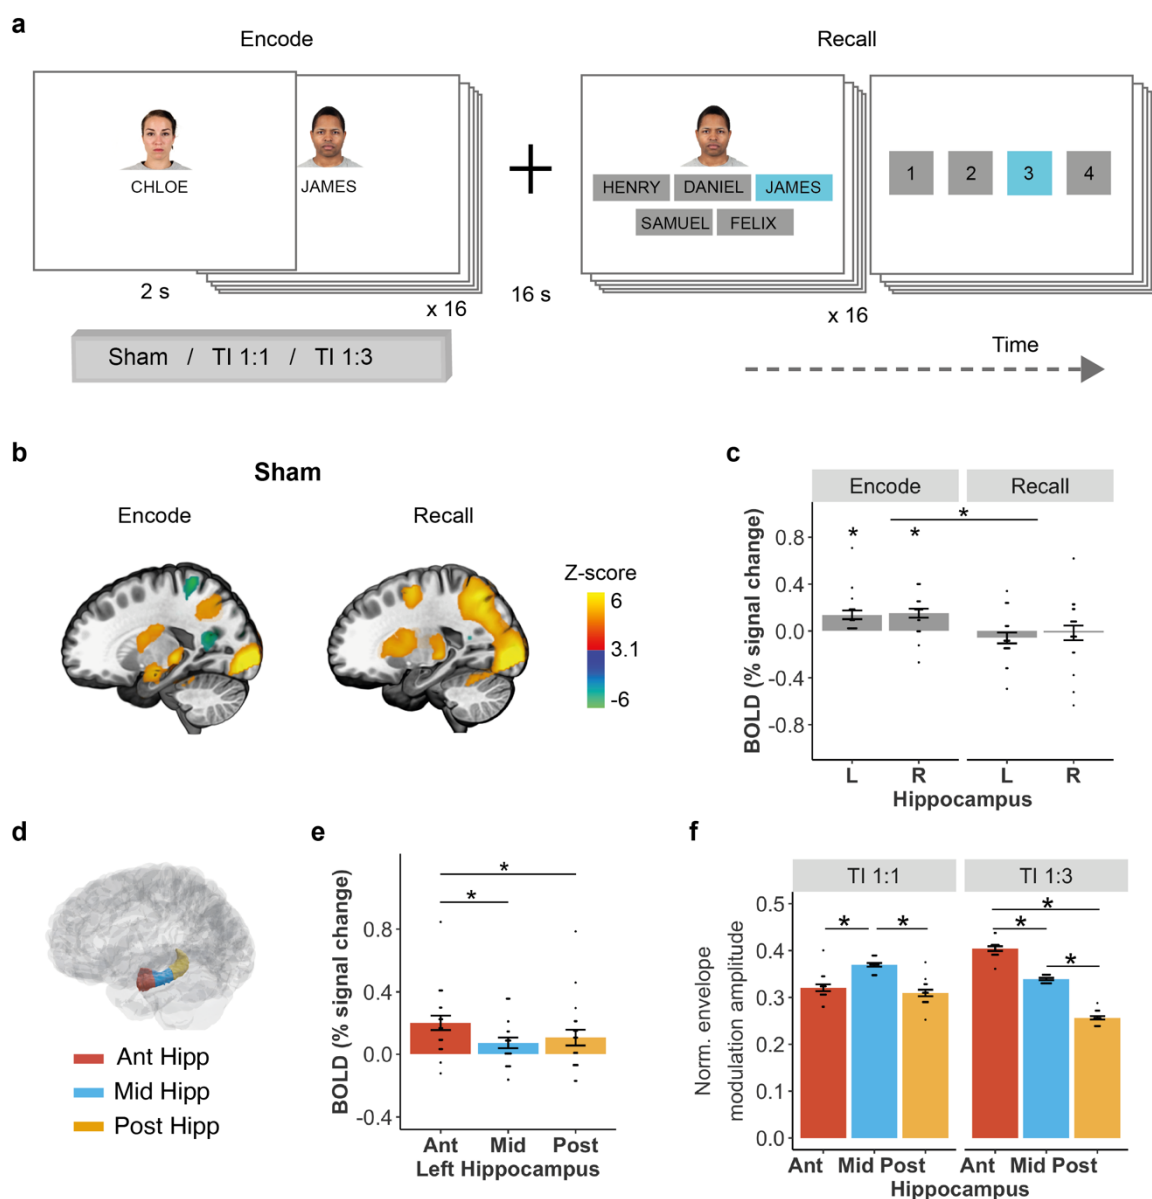 a
Encode
Recall
CHLOE
JAMES
HENRY DANIEL JAMES
SAMUEL FELIX
1 2 3 4
2 s
x 16
16 s
x 16
Sham / TI 1:1 / TI 1:3
Time
b
Sham
Encode
Recall
Z-score
6
3.1
-6
c
Encode
Recall
BOLD (% signal change)
0.8
0.4
0.0
-0.4
-0.8
*
*
*
L R L R
Hippocampus
d
Ant Hipp
Mid Hipp
Post Hipp
e
BOLD (% signal change)
0.8
0.4
0.0
-0.4
*
*
Ant Mid Post
Left Hippocampus
f
TI 1:1
TI 1:3
Norm. envelope
modulation amplitude
0.5
0.4
0.3
0.2
0.1
0.0
* *
*
*
*
Ant Mid Post Ant Mid Post
Hippocampus